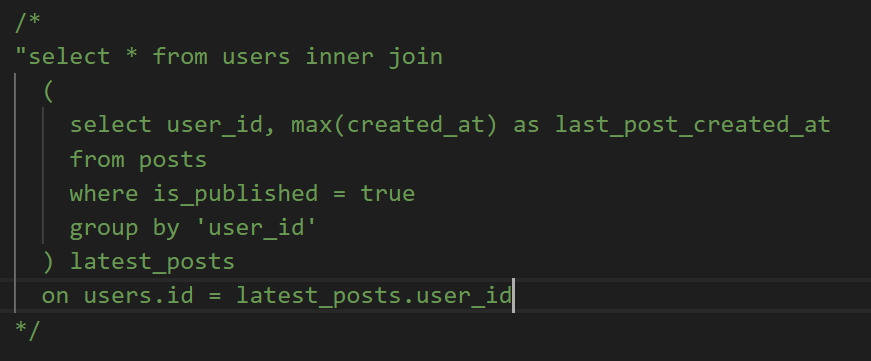 /*
"select * from users inner join
(
select user_id, max(created_at) as last_post_created_at
from posts
where is_published = true
group by 'user_id'
) latest_posts
on users.id = latest_posts.user_id
*/